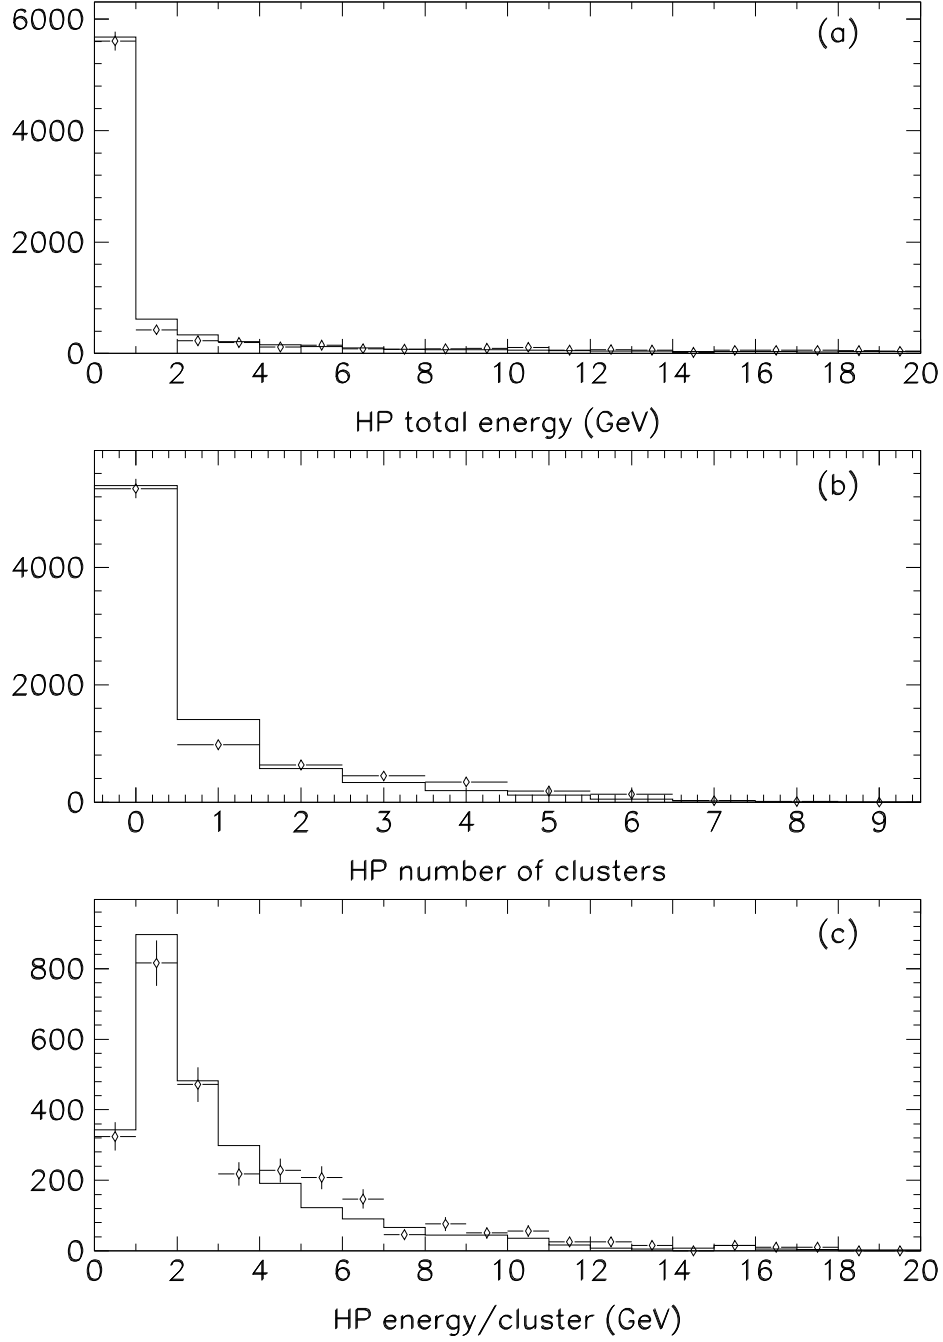 6000
(a)
4000
2000
0
0 2 4 6 8 10 12 14 16 18 20
HP total energy (GeV)
(b)
4000
2000
0
0 1 2 3 4 5 6 7 8 9
HP number of clusters
(c)
800
600
400
200
0
0 2 4 6 8 10 12 14 16 18 20
HP energy/cluster (GeV)